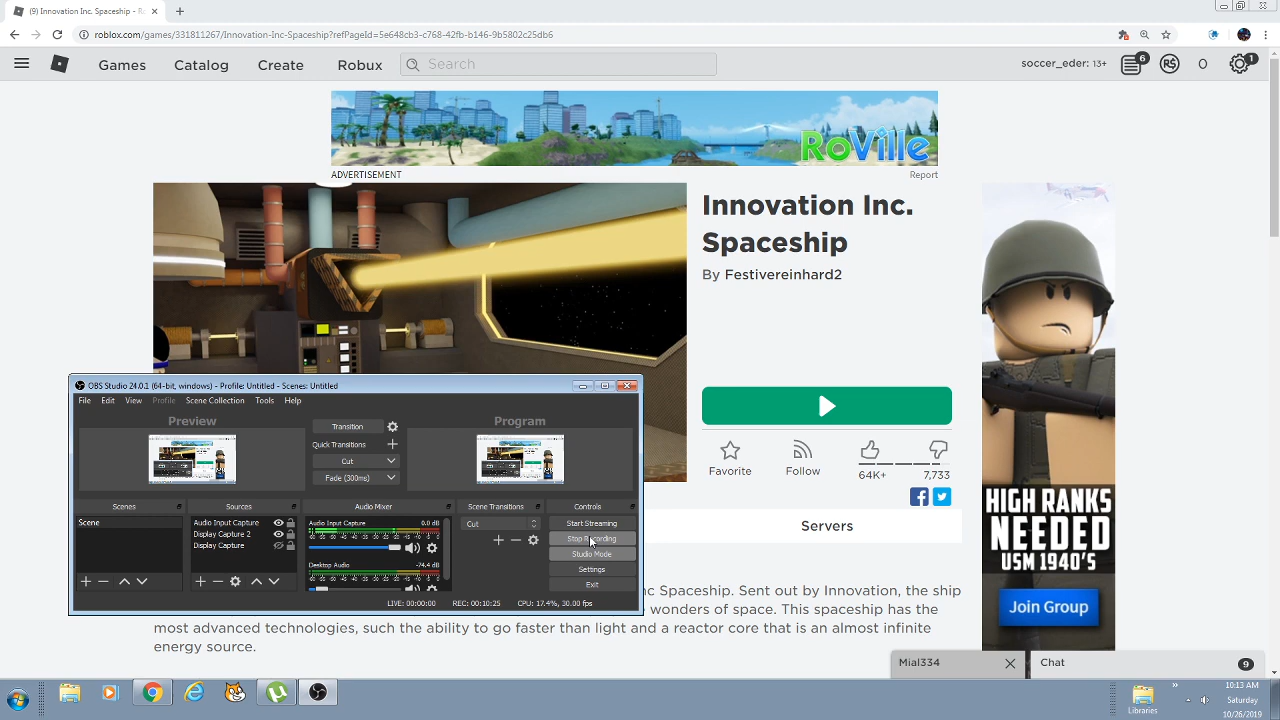 (9) Innovation Inc. Spaceship - Ro
roblox.com/games/331811267/Innovation-Inc-Spaceship?refPageId=5e648cb3-c768-42fb-b146-9b5802c25db6
Games
Catalog
Create
Robux
Search
soccer_eder: 13+
6
0
1
RoVille
ADVERTISEMENT
Report
Innovation Inc.
Spaceship
By Festivereinhard2
Favorite
Follow
64K+
7,733
Servers
nc Spaceship. Sent out by Innovation, the ship
wonders of space. This spaceship has the
most advanced technologies, such the ability to go faster than light and a reactor core that is an almost infinite
energy source.
HIGH RANKS
NEEDED
USM 1940'S
Join Group
Mial334
Chat
9
OBS Studio 24.0.1 (64-bit, windows) - Profile: Untitled - Scenes: Untitled
File Edit View Profile Scene Collection Tools Help
Preview
Transition
Program
Quick Transitions
Cut
Fade (300ms)
Scenes
Sources
Audio Mixer
Scene Transitions
Controls
Scene
Audio Input Capture
Display Capture 2
Display Capture
Audio Input Capture
0.0 dB
Desktop Audio
-74.4 dB
Cut
Start Streaming
Stop Recording
Studio Mode
Settings
Exit
LIVE: 00:00:00
REC: 00:10:25
CPU: 17.4%, 30.00 fps
Libraries
10:13 AM
Saturday
10/26/2019